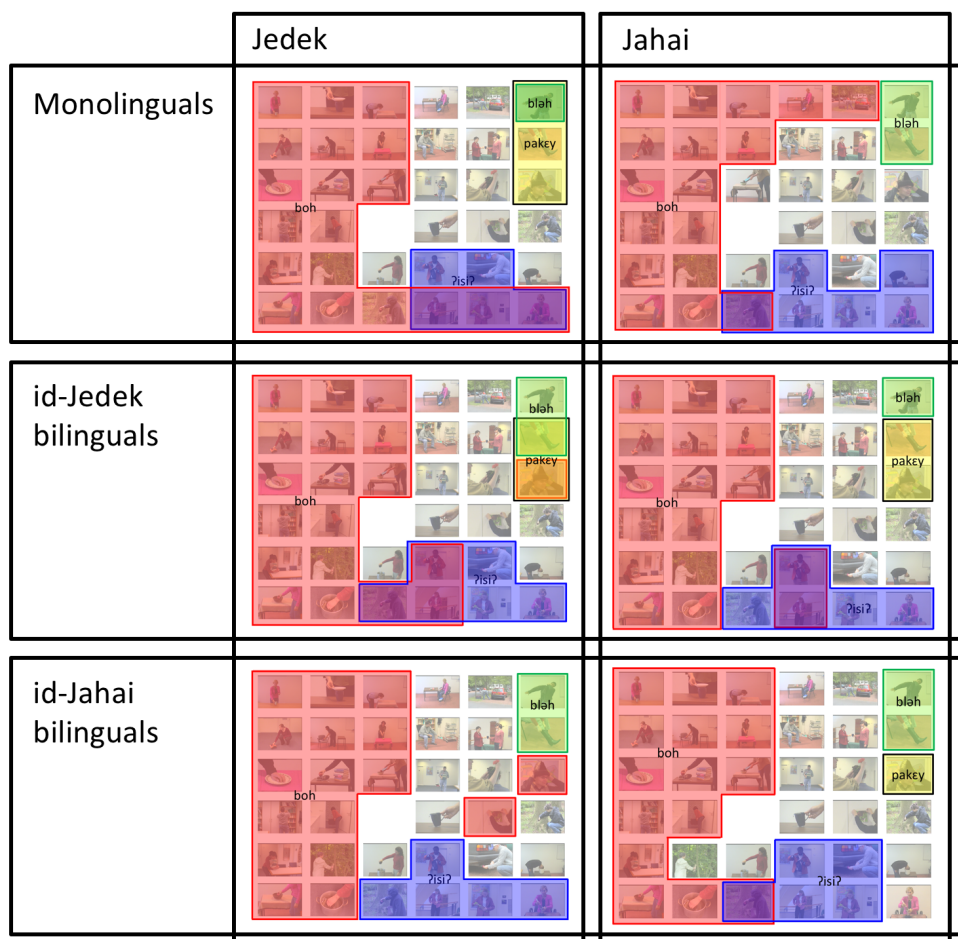 Jedek
Jahai
Monolinguals
bləh
pakɛy
boh
ʔisiʔ
bləh
boh
ʔisiʔ
id-Jedek
bilinguals
bləh
pakɛy
boh
ʔisiʔ
bləh
pakɛy
boh
ʔisiʔ
id-Jahai
bilinguals
bləh
boh
ʔisiʔ
bləh
boh
pakɛy
ʔisiʔ